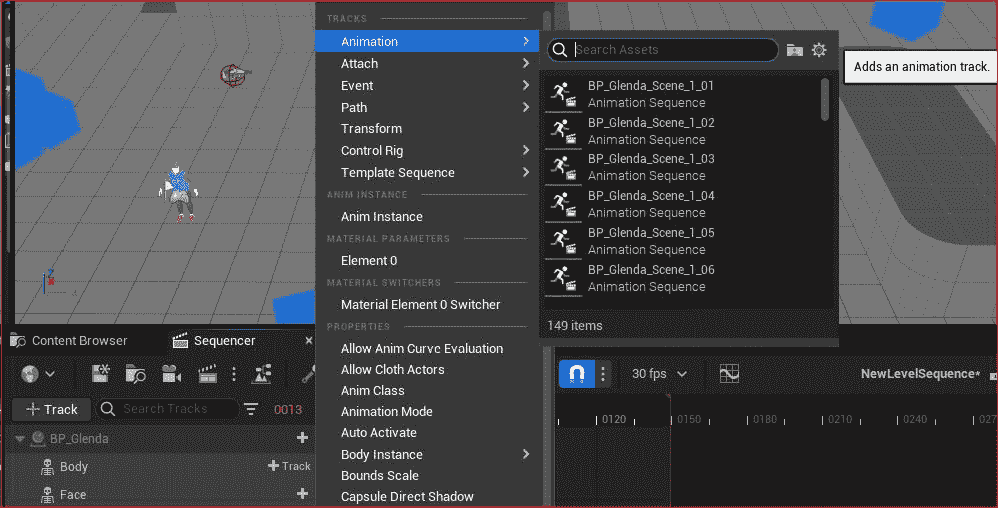 TRACKS
Animation
Attach
Event
Path
Transform
Control Rig
Template Sequence
ANIM INSTANCE
Anim Instance
MATERIAL PARAMETERS
Element 0
MATERIAL SWITCHERS
Material Element 0 Switcher
PROPERTIES
Allow Anim Curve Evaluation
Allow Cloth Actors
Anim Class
Animation Mode
Auto Activate
Body Instance
Bounds Scale
Capsule Direct Shadow
Search Assets
BP_Glenda_Scene_1_01
Animation Sequence
BP_Glenda_Scene_1_02
Animation Sequence
BP_Glenda_Scene_1_03
Animation Sequence
BP_Glenda_Scene_1_04
Animation Sequence
BP_Glenda_Scene_1_05
Animation Sequence
BP_Glenda_Scene_1_06
Animation Sequence
149 items
Adds an animation track.
Content Browser
Sequencer
Track
Search Tracks
0013
BP_Glenda
Body
Track
Face
30 fps
NewLevelSequence*
0120 0150 0180 0210 0240